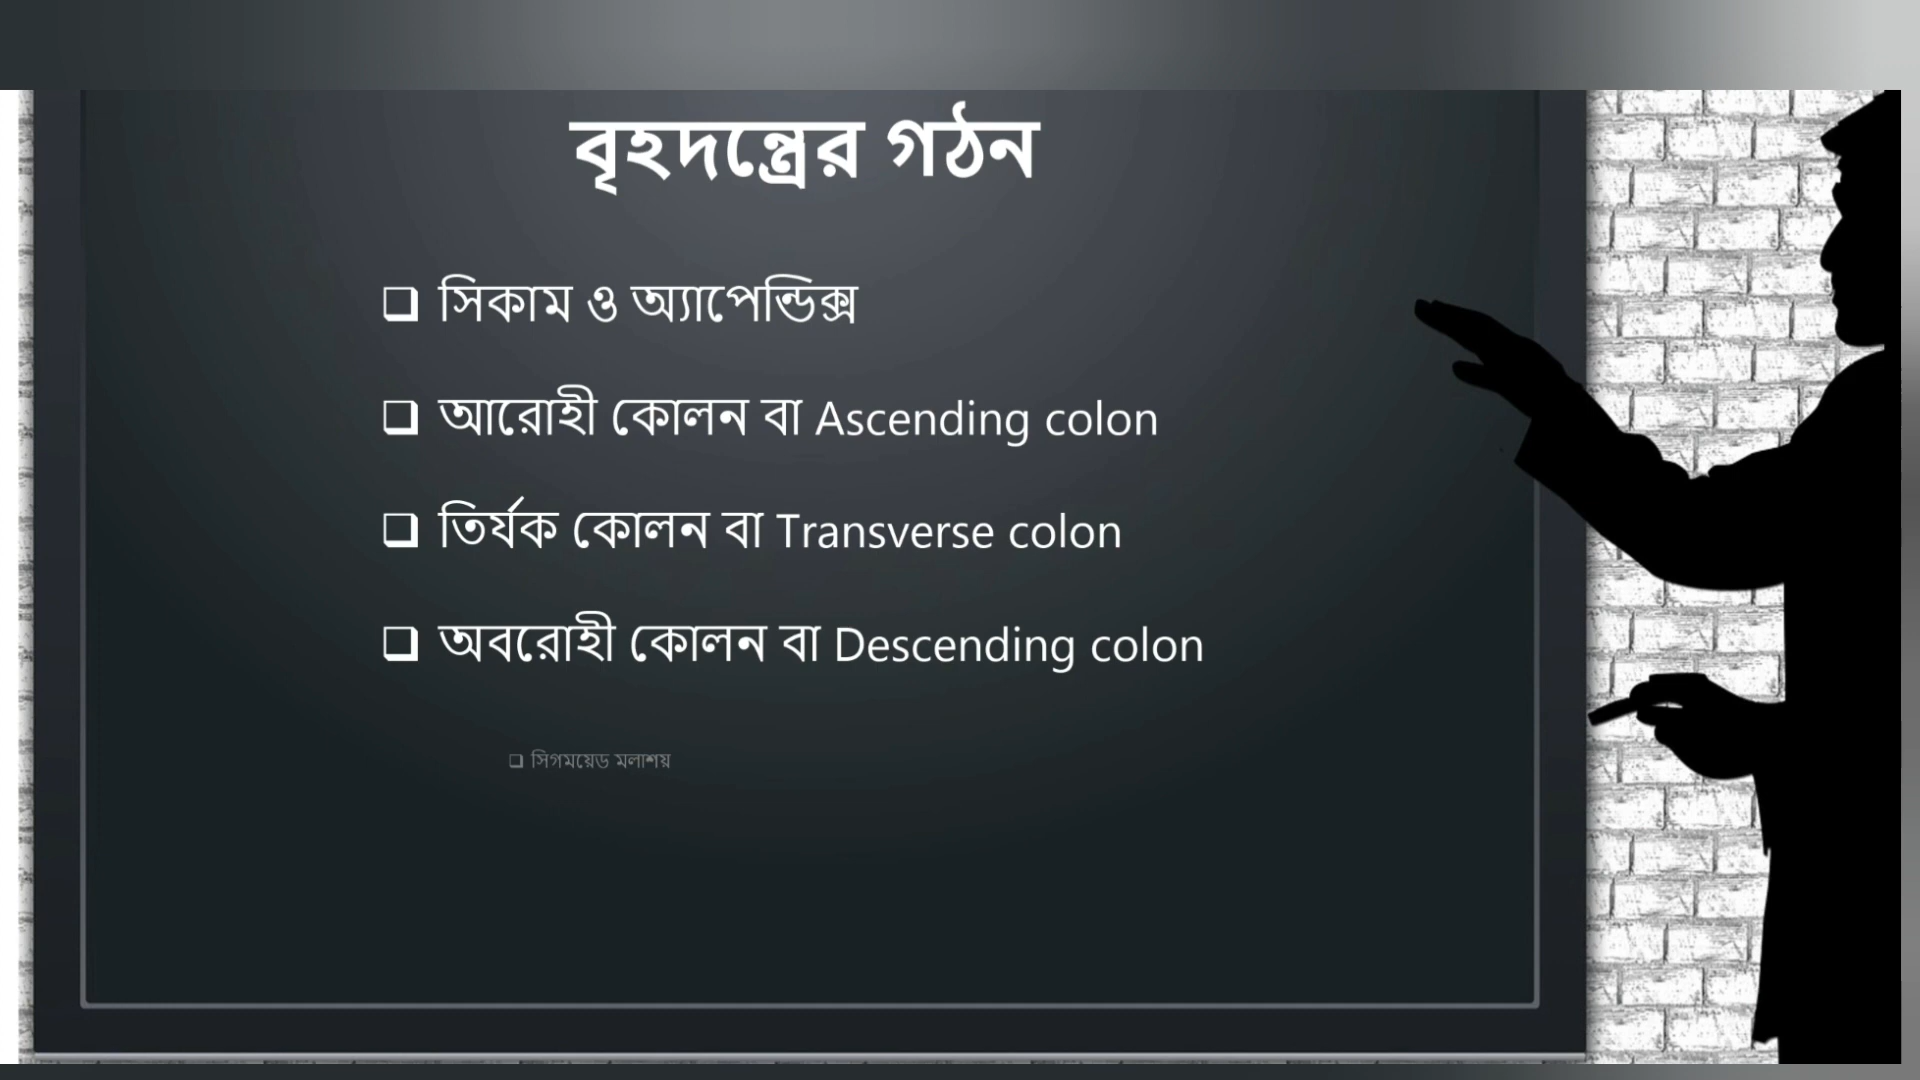 বৃহদন্ত্রের গঠন
❑ সিকাম ও অ্যাপেন্ডিক্স
❑ আরোহী কোলন বা Ascending colon
❑ তির্যক কোলন বা Transverse colon
❑ অবরোহী কোলন বা Descending colon
❑ সিগময়েড মলাশয়